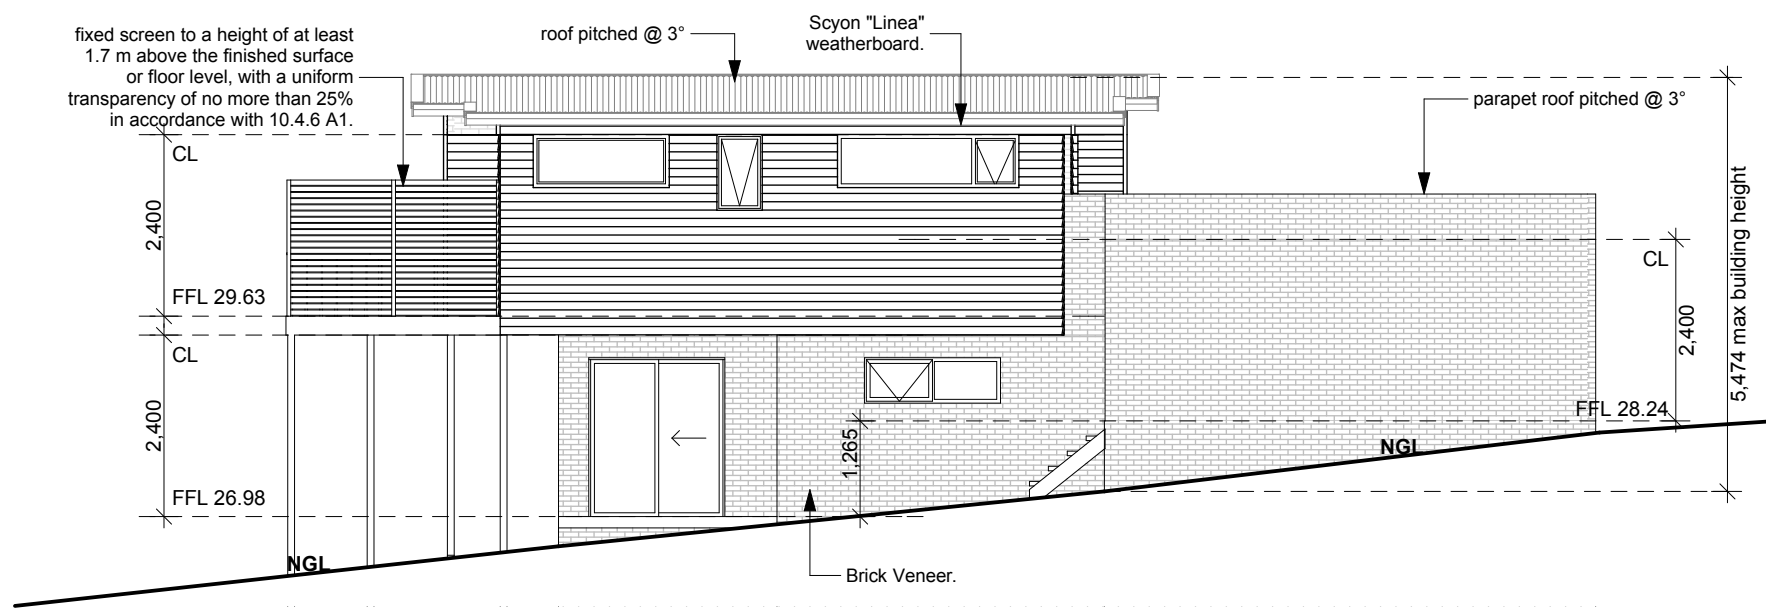 fixed screen to a height of at least
1.7 m above the finished surface
or floor level, with a uniform
transparency of no more than 25%
in accordance with 10.4.6 A1.
roof pitched @ 3°
Scyon "Linea"
weatherboard.
parapet roof pitched @ 3°
CL
2,400
FFL 29.63
CL
2,400
FFL 26.98
NGL
1,265
Brick Veneer.
NGL
CL
2,400
FFL 28.24
5,474 max building height